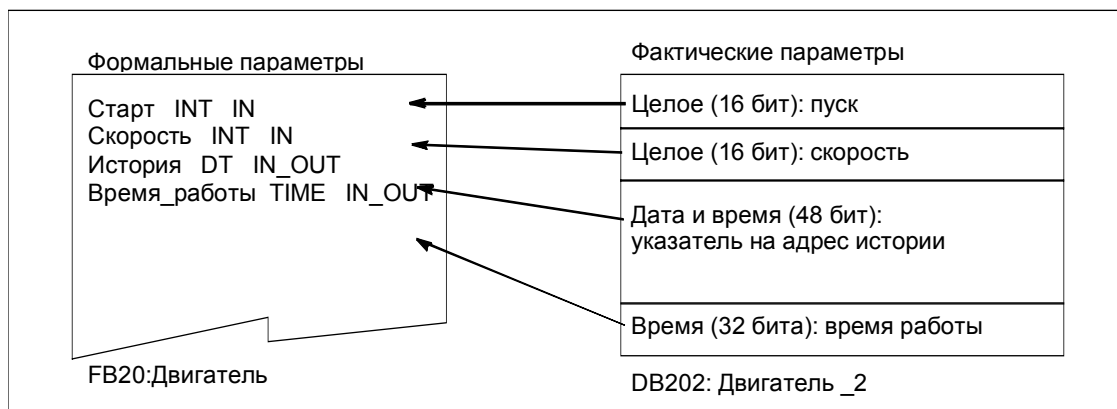 Формальные параметры
Старт INT IN
Скорость INT IN
История DT IN_OUT
Время_работы TIME IN_OUT
FB20:Двигатель
Фактические параметры
Целое (16 бит): пуск
Целое (16 бит): скорость
Дата и время (48 бит):
указатель на адрес истории
Время (32 бита): время работы
DB202: Двигатель _2